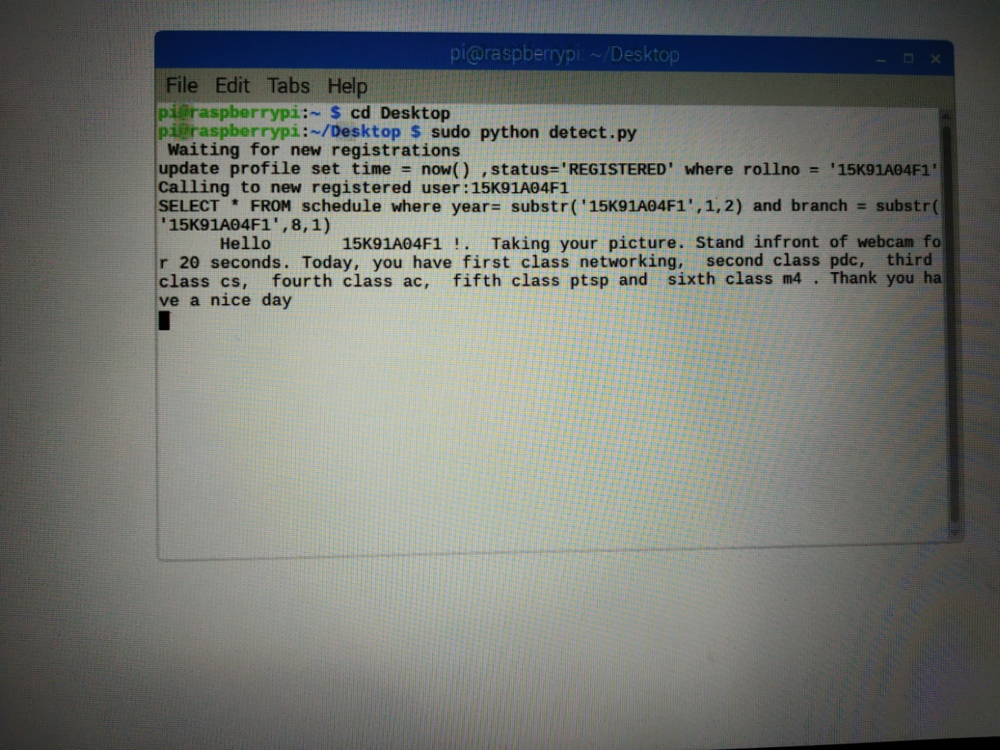 pi@raspberrypi: ~/Desktop
File Edit Tabs Help
pi@raspberrypi:~ $ cd Desktop
pi@raspberrypi:~/Desktop $ sudo python detect.py
 Waiting for new registrations
update profile set time = now() ,status='REGISTERED' where rollno = '15K91A04F1'
Calling to new registered user:15K91A04F1
SELECT * FROM schedule where year= substr('15K91A04F1',1,2) and branch = substr(
'15K91A04F1',8,1)
      Hello       15K91A04F1 !.  Taking your picture. Stand infront of webcam fo
r 20 seconds. Today, you have first class networking,  second class pdc,  third
class cs,  fourth class ac,  fifth class ptsp and  sixth class m4 . Thank you ha
ve a nice day